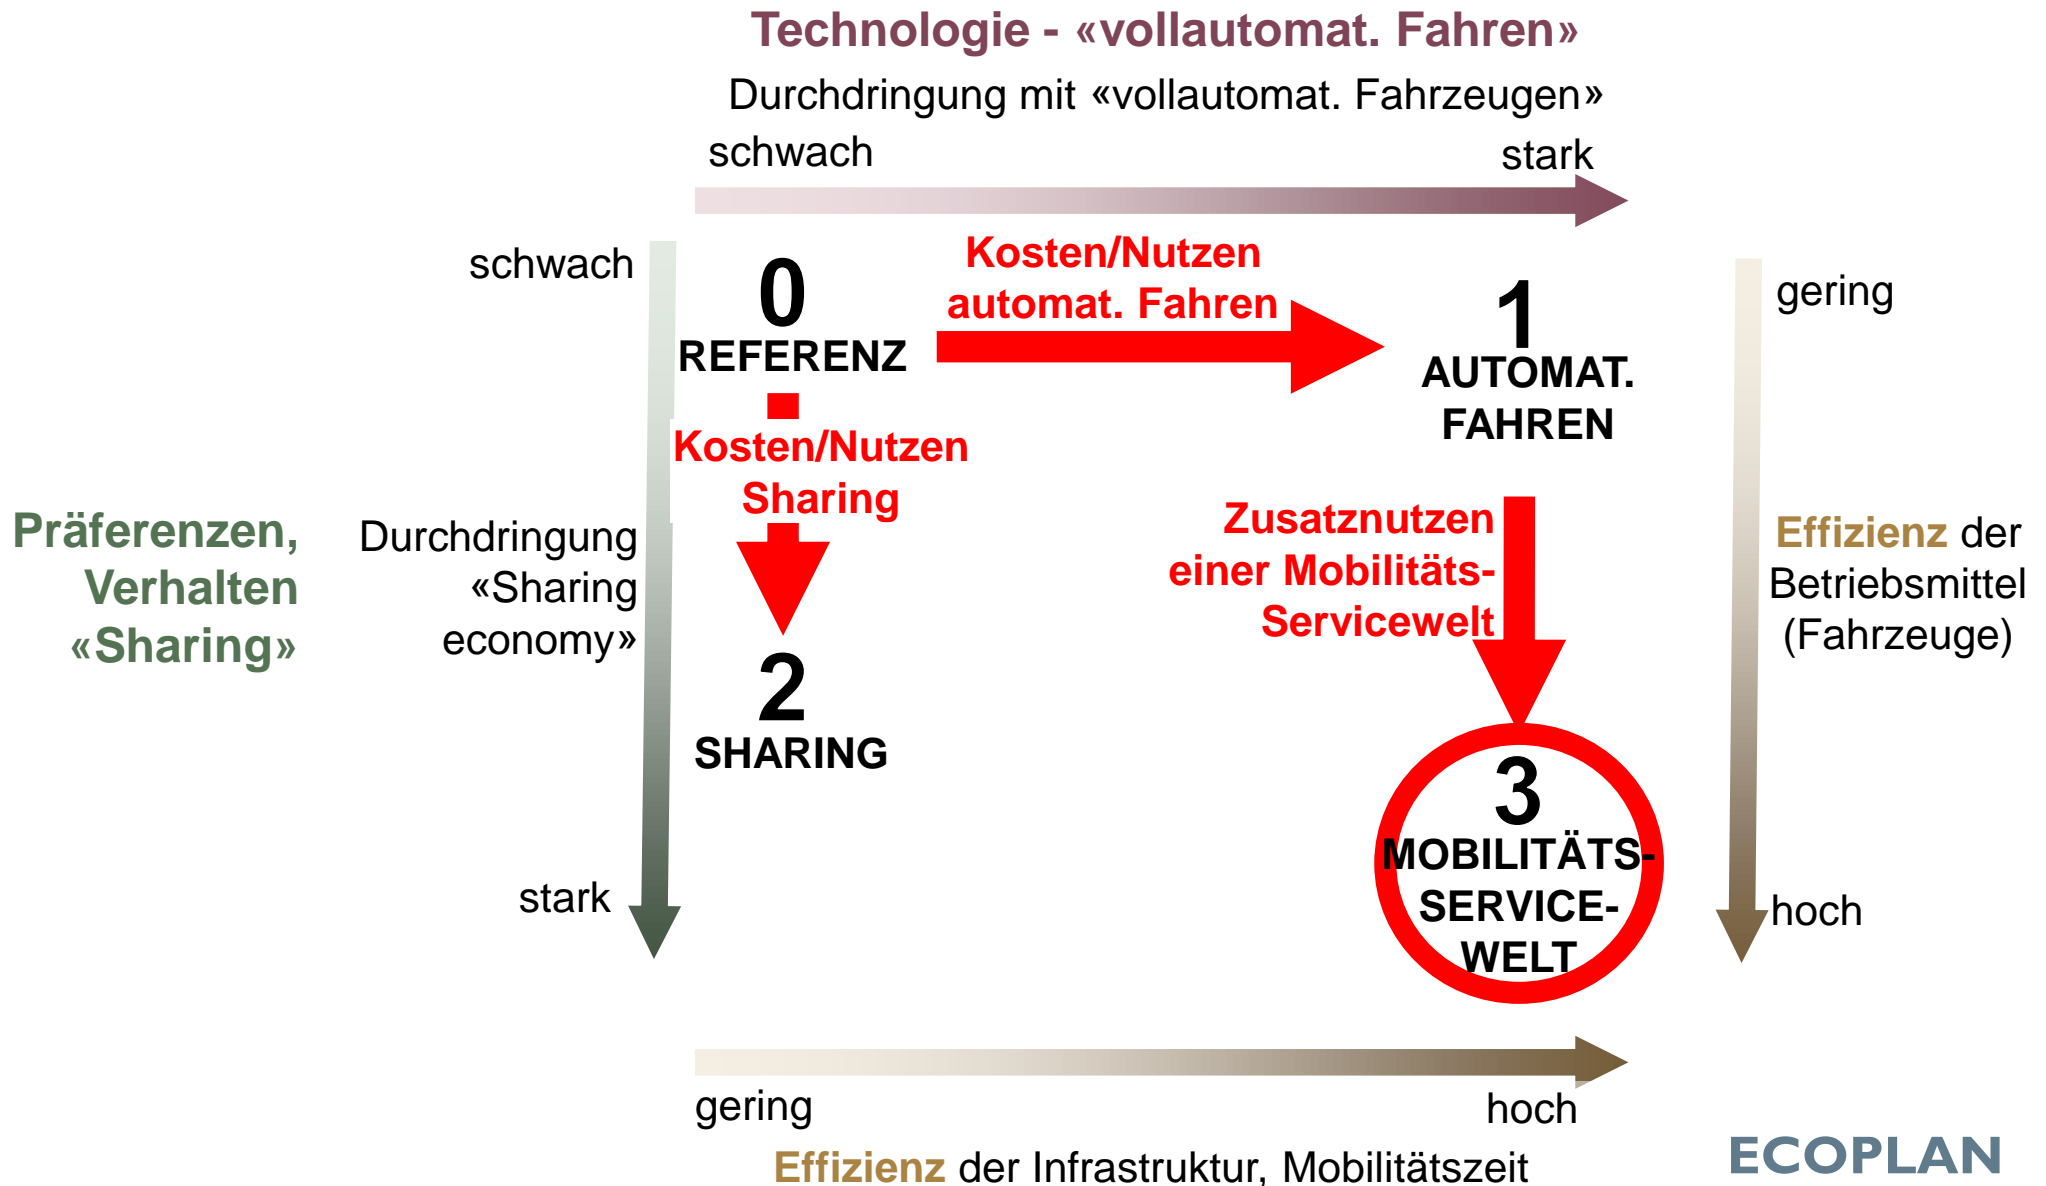 Technologie - «vollautomat. Fahren»
Durchdringung mit «vollautomat. Fahrzeugen»
schwach
stark
schwach
0
REFERENZ
Kosten/Nutzen
automat. Fahren
1
AUTOMAT.
FAHREN
gering
Kosten/Nutzen
Sharing
Präferenzen,
Verhalten
«Sharing»
Durchdringung
«Sharing
economy»
Zusatznutzen
einer Mobilitäts-
Servicewelt
Effizienz der
Betriebsmittel
(Fahrzeuge)
2
SHARING
3
MOBILITÄTS-
SERVICE-
WELT
stark
hoch
gering
hoch
Effizienz der Infrastruktur, Mobilitätszeit
ECOPLAN